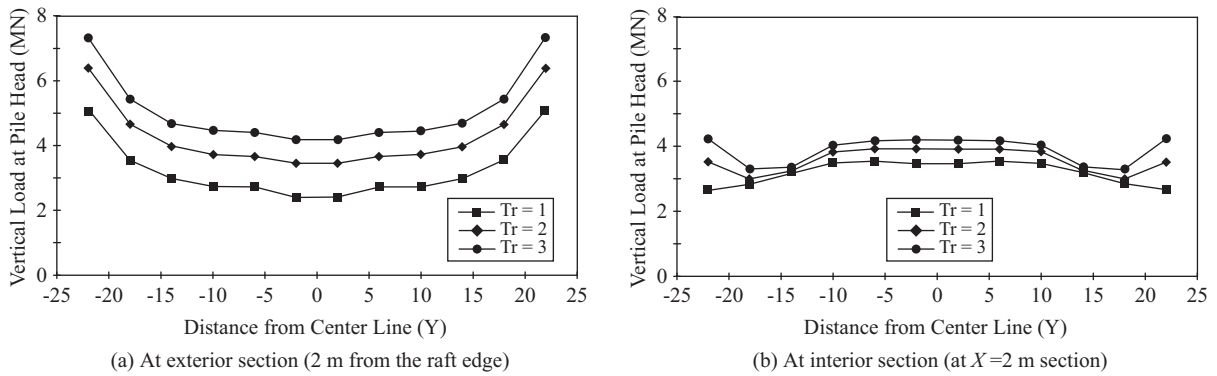 Vertical Load at Pile Head (MN)
8
6
4
2
0
Tr = 1
Tr = 2
Tr = 3
-25 -20 -15 -10 -5 0 5 10 15 20 25
Distance from Center Line (Y)
(a) At exterior section (2 m from the raft edge)
Vertical Load at Pile Head (MN)
8
6
4
2
0
Tr = 1
Tr = 2
Tr = 3
-25 -20 -15 -10 -5 0 5 10 15 20 25
Distance from Center Line (Y)
(b) At interior section (at X =2 m section)